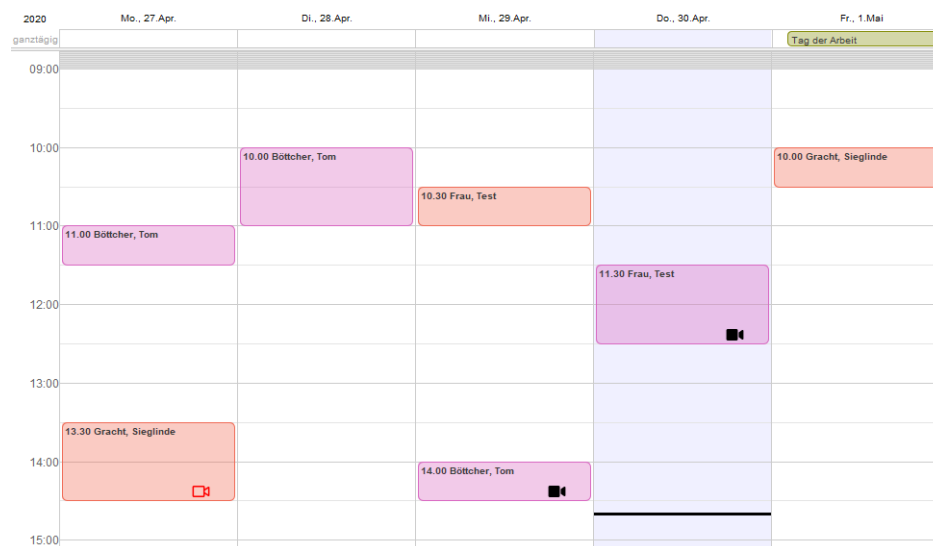 2020 Mo., 27.Apr. Di., 28.Apr. Mi., 29.Apr. Do., 30.Apr. Fr., 1.Mai
ganztägig Tag der Arbeit
09:00
10:00
10.00 Böttcher, Tom
10.00 Gracht, Sieglinde
10.30 Frau, Test
11:00
11.00 Böttcher, Tom
11.30 Frau, Test
12:00
13:00
13.30 Gracht, Sieglinde
14:00
14.00 Böttcher, Tom
15:00